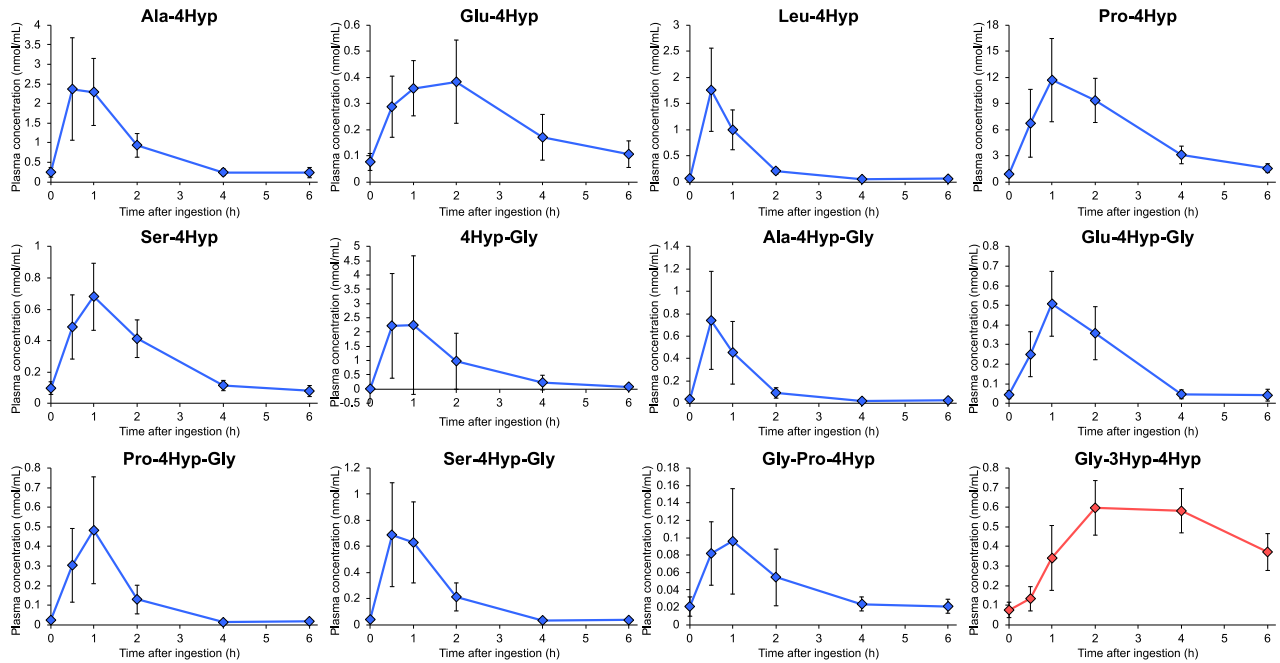 Ala-4Hyp
Plasma concentration (nmol/mL)
4
3.5
3
2.5
2
1.5
1
0.5
0
0 1 2 3 4 5 6
Time after ingestion (h)
Glu-4Hyp
Plasma concentration (nmol/mL)
0.6
0.5
0.4
0.3
0.2
0.1
0
0 1 2 3 4 5 6
Time after ingestion (h)
Leu-4Hyp
Plasma concentration (nmol/mL)
3
2.5
2
1.5
1
0.5
0
0 1 2 3 4 5 6
Time after ingestion (h)
Pro-4Hyp
Plasma concentration (nmol/mL)
18
15
12
9
6
3
0
0 1 2 3 4 5 6
Time after ingestion (h)
Ser-4Hyp
Plasma concentration (nmol/mL)
1
0.8
0.6
0.4
0.2
0
0 1 2 3 4 5 6
Time after ingestion (h)
4Hyp-Gly
Plasma concentration (nmol/mL)
5
4.5
4
3.5
3
2.5
2
1.5
1
0.5
0
-0.5
0 1 2 3 4 5 6
Time after ingestion (h)
Ala-4Hyp-Gly
Plasma concentration (nmol/mL)
1.4
1.2
1
0.8
0.6
0.4
0.2
0
0 1 2 3 4 5 6
Time after ingestion (h)
Glu-4Hyp-Gly
Plasma concentration (nmol/mL)
0.8
0.7
0.6
0.5
0.4
0.3
0.2
0.1
0
0 1 2 3 4 5 6
Time after ingestion (h)
Pro-4Hyp-Gly
Plasma concentration (nmol/mL)
0.8
0.7
0.6
0.5
0.4
0.3
0.2
0.1
0
0 1 2 3 4 5 6
Time after ingestion (h)
Ser-4Hyp-Gly
Plasma concentration (nmol/mL)
1.2
1
0.8
0.6
0.4
0.2
0
0 1 2 3 4 5 6
Time after ingestion (h)
Gly-Pro-4Hyp
Plasma concentration (nmol/mL)
0.18
0.16
0.14
0.12
0.1
0.08
0.06
0.04
0.02
0
0 1 2 3 4 5 6
Time after ingestion (h)
Gly-3Hyp-4Hyp
Plasma concentration (nmol/mL)
0.8
0.7
0.6
0.5
0.4
0.3
0.2
0.1
0
0 1 2 3 4 5 6
Time after ingestion (h)